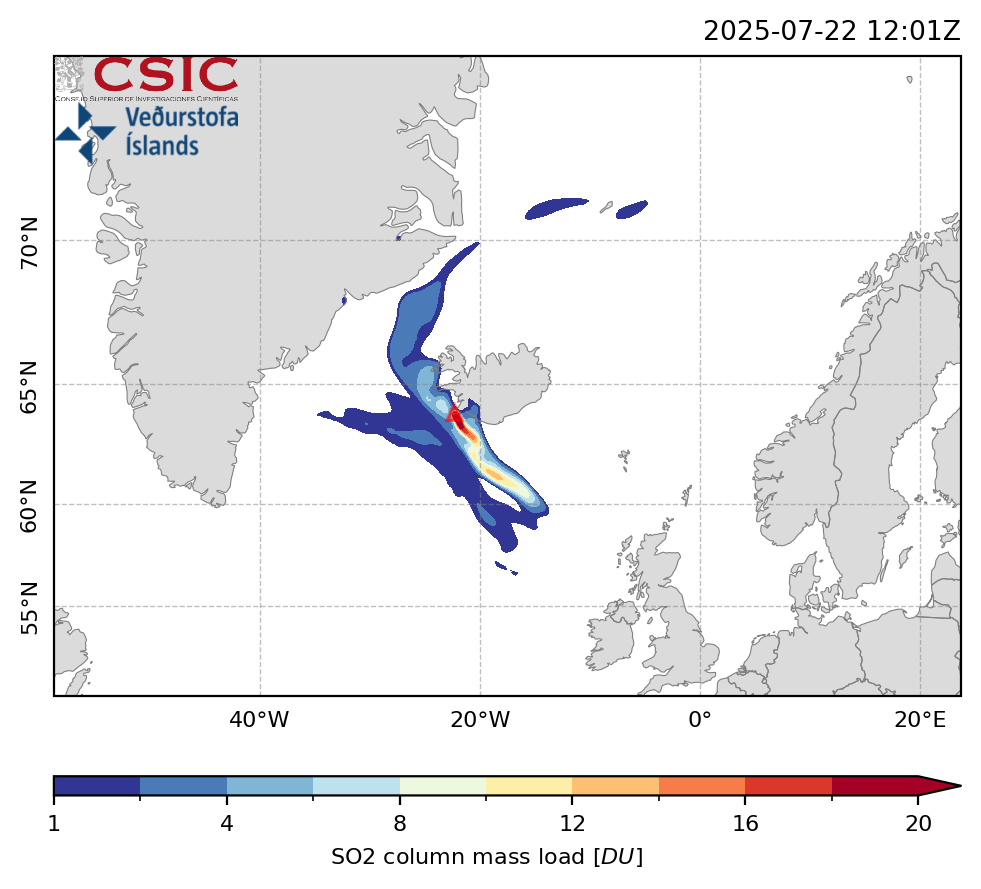 2025-07-22 12:01Z
CSIC
CONSEJO SUPERIOR DE INVESTIGACIONES CIENTÍFICAS
Veðurstofa
Íslands
70°N
65°N
60°N
55°N
40°W 20°W 0° 20°E
1 4 8 12 16 20
SO2 column mass load [DU]